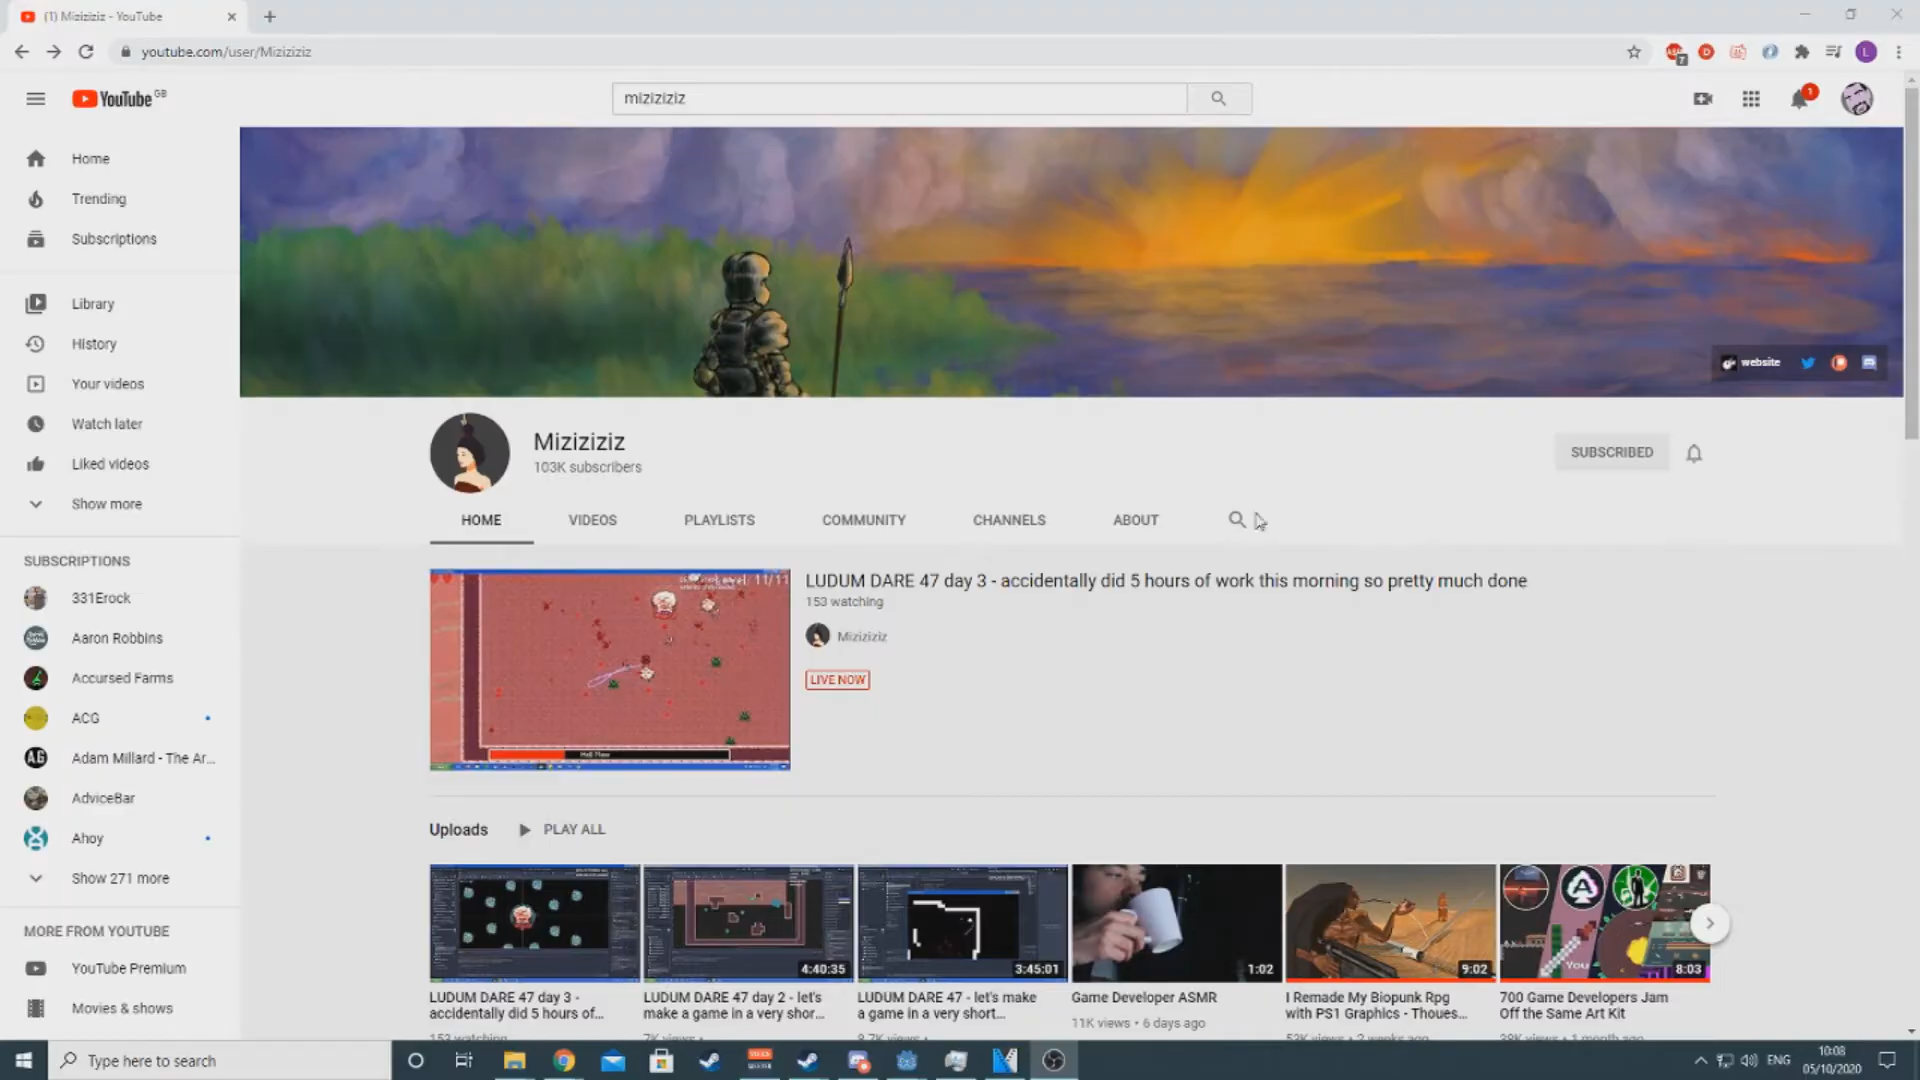 (1) Miziziziz - YouTube
youtube.com/user/Miziziziz
7
L
YouTube GB
miziziziz
1
Home
Trending
Subscriptions
Library
History
Your videos
Watch later
Liked videos
Show more
SUBSCRIPTIONS
331Erock
Aaron Robbins
Accursed Farms
ACG
Adam Millard - The Ar...
AdviceBar
Ahoy
Show 271 more
MORE FROM YOUTUBE
YouTube Premium
Movies & shows
website
Miziziziz
103K subscribers
SUBSCRIBED
HOME
VIDEOS
PLAYLISTS
COMMUNITY
CHANNELS
ABOUT
LUDUM DARE 47 day 3 - accidentally did 5 hours of work this morning so pretty much done
153 watching
Miziziziz
LIVE NOW
Uploads
PLAY ALL
4:40:35
3:45:01
1:02
9:02
You
8:03
LUDUM DARE 47 day 3 -
accidentally did 5 hours of...
153 watching
LUDUM DARE 47 day 2 - let's
make a game in a very shor...
LUDUM DARE 47 - let's make
a game in a very short...
Game Developer ASMR
11K views • 6 days ago
I Remade My Biopunk Rpg
with PS1 Graphics - Thoues...
700 Game Developers Jam
Off the Same Art Kit
Type here to search
ENG
10:08
05/10/2020